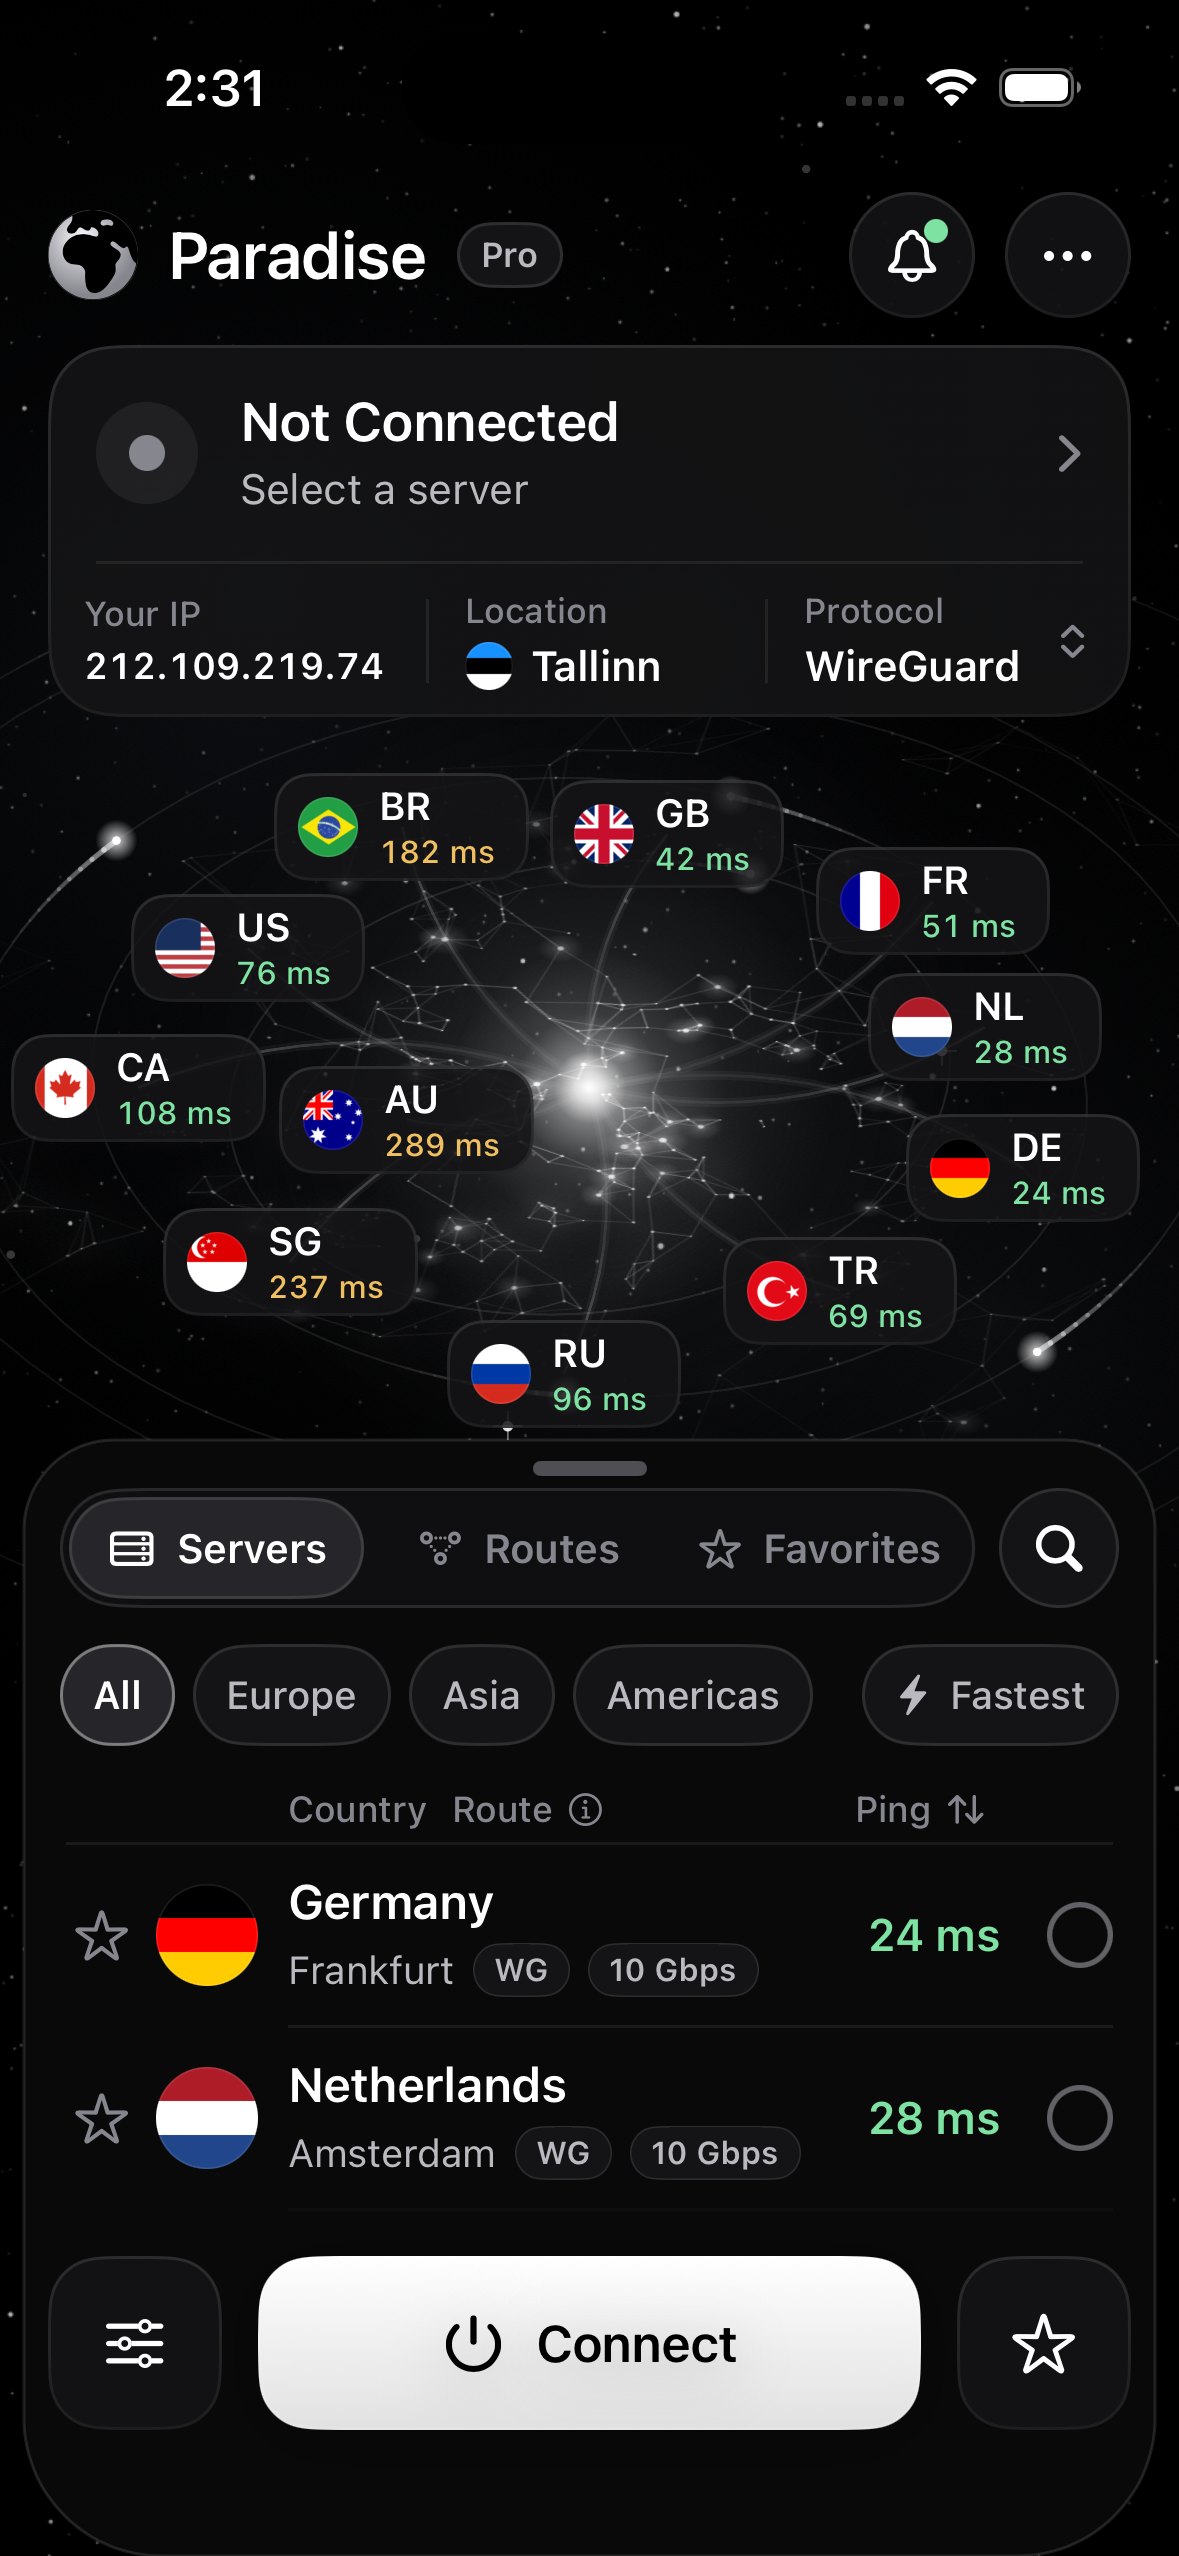 2:31
Paradise
Pro
Not Connected
Select a server
Your IP
212.109.219.74
Location
Tallinn
Protocol
WireGuard
BR
182 ms
GB
42 ms
FR
51 ms
US
76 ms
NL
28 ms
CA
108 ms
AU
289 ms
DE
24 ms
SG
237 ms
TR
69 ms
RU
96 ms
Servers
Routes
Favorites
All
Europe
Asia
Americas
Fastest
Country
Route
Ping
Germany
Frankfurt
WG
10 Gbps
24 ms
Netherlands
Amsterdam
WG
10 Gbps
28 ms
Connect